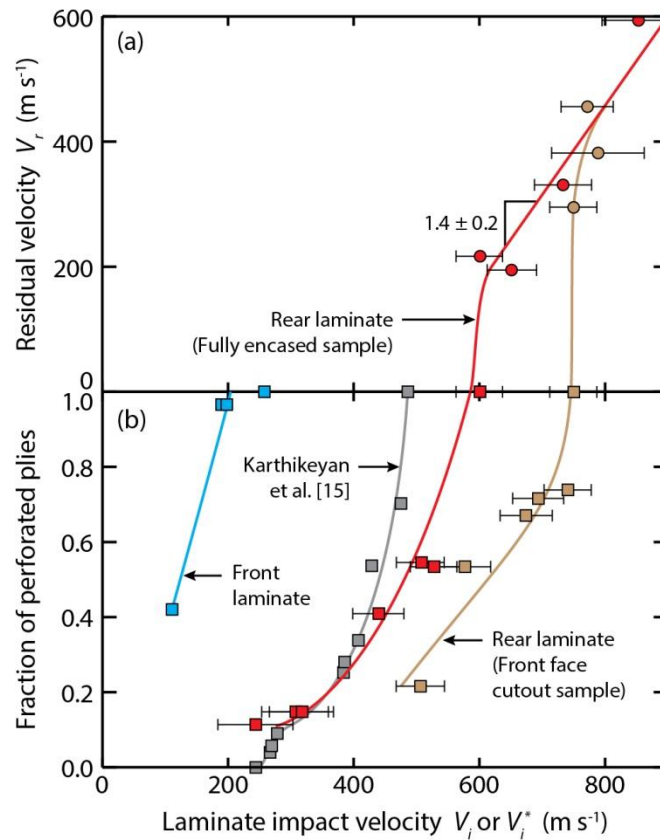 600
(a)
400
Residual velocity V_r (m s⁻¹)
1.4 ± 0.2
200
Rear laminate
(Fully encased sample)
0
1.0
(b)
0.8
Karthikeyan
et al. [15]
0.6
Fraction of perforated plies
Front
laminate
0.4
Rear laminate
(Front face
cutout sample)
0.2
0.0
0 200 400 600 800
Laminate impact velocity V_i or V_i^* (m s⁻¹)